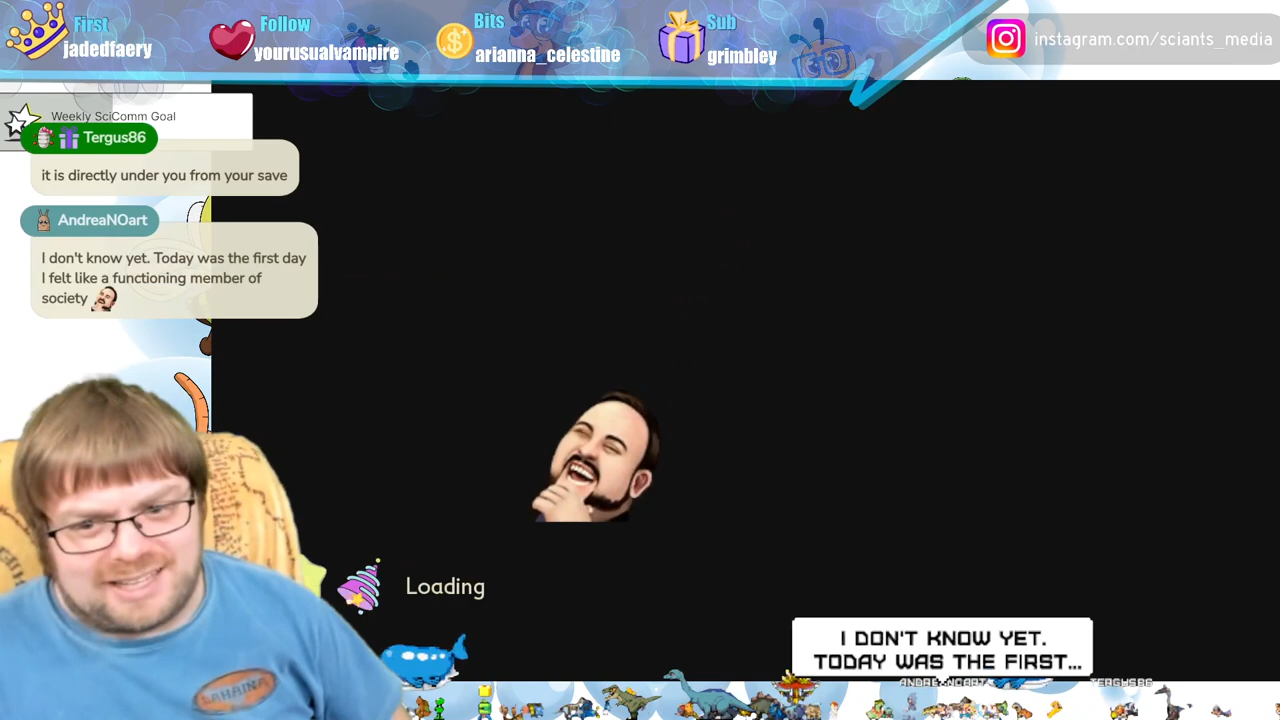 First
jadedfaery
Follow
yourusualvampire
Bits
arianna_celestine
Sub
grimbley
instagram.com/sciants_media
Weekly SciComm Goal
Tergus86
it is directly under you from your save
AndreaNOart
I don't know yet. Today was the first day
I felt like a functioning member of
society
Loading
I DON'T KNOW YET.
TODAY WAS THE FIRST...
ANDREANOART
TERGUS86